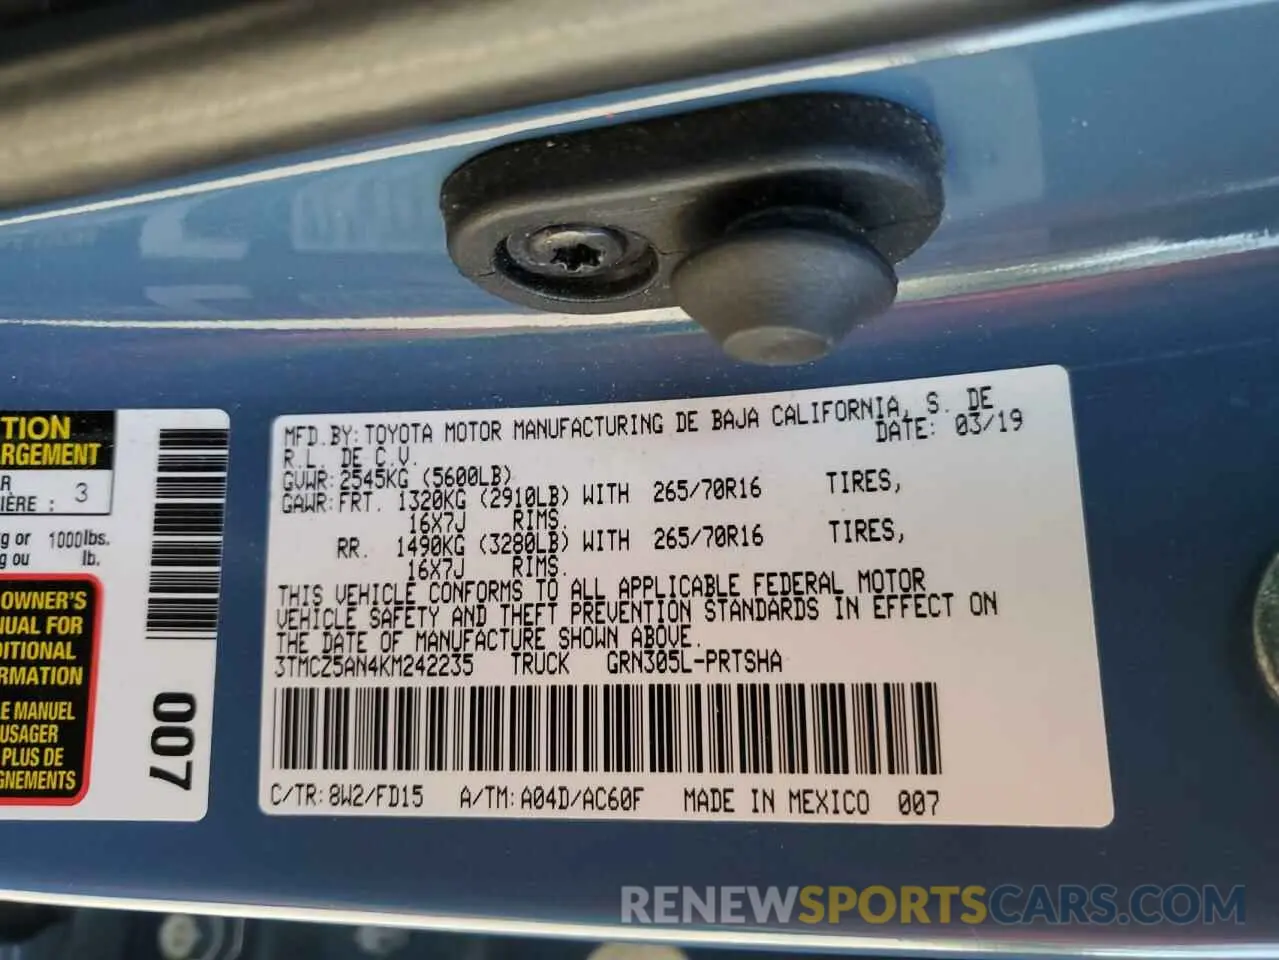 TION
RGEMENT
R
IÈRE : 3
g or 1000lbs.
g ou lb.
OWNER'S
NUAL FOR
DITIONAL
RMATION
E MANUEL
USAGER
PLUS DE
GNEMENTS
007
MFD.BY:TOYOTA MOTOR MANUFACTURING DE BAJA CALIFORNIA, S. DE
R.L. DE C.V. DATE: 03/19
GVWR:2545KG (5600LB)
GAWR:FRT. 1320KG (2910LB) WITH 265/70R16 TIRES,
16X7J RIMS.
RR. 1490KG (3280LB) WITH 265/70R16 TIRES,
16X7J RIMS.
THIS VEHICLE CONFORMS TO ALL APPLICABLE FEDERAL MOTOR
VEHICLE SAFETY AND THEFT PREVENTION STANDARDS IN EFFECT ON
THE DATE OF MANUFACTURE SHOWN ABOVE.
3TMCZ5AN4KM242235 TRUCK GRN305L-PRTSHA
C/TR:8W2/FD15 A/TM:A04D/AC60F MADE IN MEXICO 007
RENEWSPORTSCARS.COM